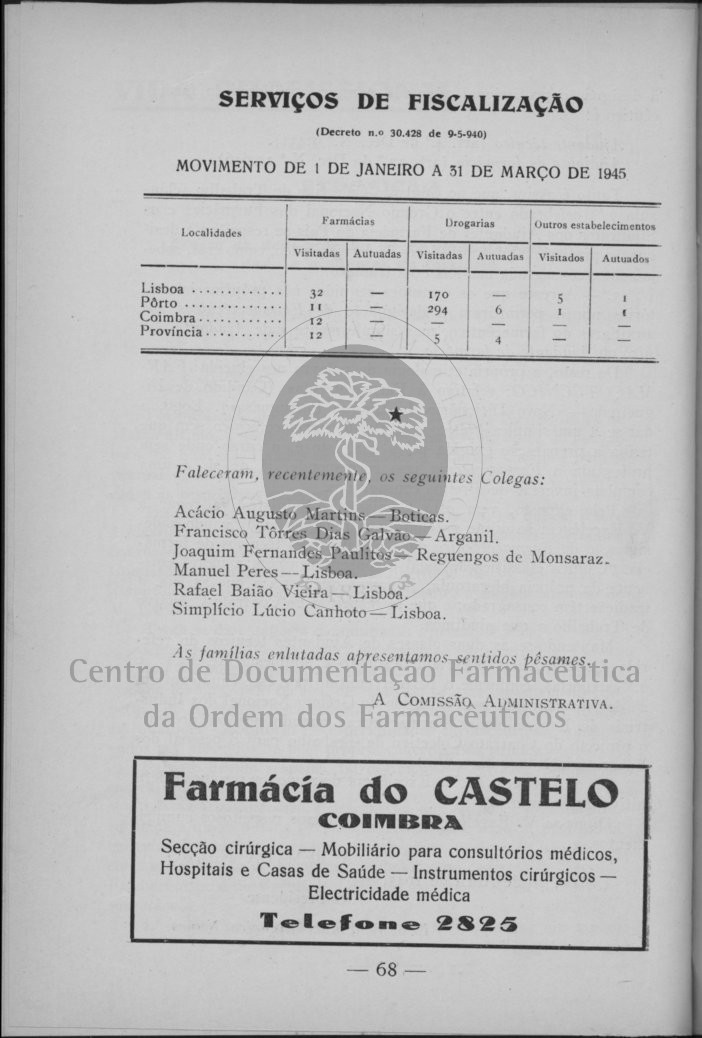 SERVIÇOS DE FISCALIZAÇÃO
(Decreto n.º 30.428 de 9-5-940)
MOVIMENTO DE 1 DE JANEIRO A 31 DE MARÇO DE 1945
Localidades Farmácias Drogarias Outros estabelecimentos
Visitadas Autuadas Visitadas Autuadas Visitados Autuados
Lisboa ............. 32 — 170 — 5 1
Pôrto .............. 11 — 294 6 1 1
Coimbra ............ 12 — — — — —
Província .......... 12 — 5 4 — —
Faleceram, recentemente, os seguintes Colegas:
Acácio Augusto Martins — Boticas.
Francisco Tôrres Dias Galvão — Arganil.
Joaquim Fernandes Paulitos — Reguengos de Monsaraz.
Manuel Peres — Lisboa.
Rafael Baião Vieira — Lisboa.
Simplício Lúcio Canhoto — Lisboa.
Às famílias enlutadas apresentamos sentidos pêsames.
Centro de Documentação Farmacêutica
A COMISSÃO ADMINISTRATIVA.
da Ordem dos Farmacêuticos
Farmácia do CASTELO
COIMBRA
Secção cirúrgica — Mobiliário para consultórios médicos,
Hospitais e Casas de Saúde — Instrumentos cirúrgicos —
Electricidade médica
Telefone 2825
— 68 —